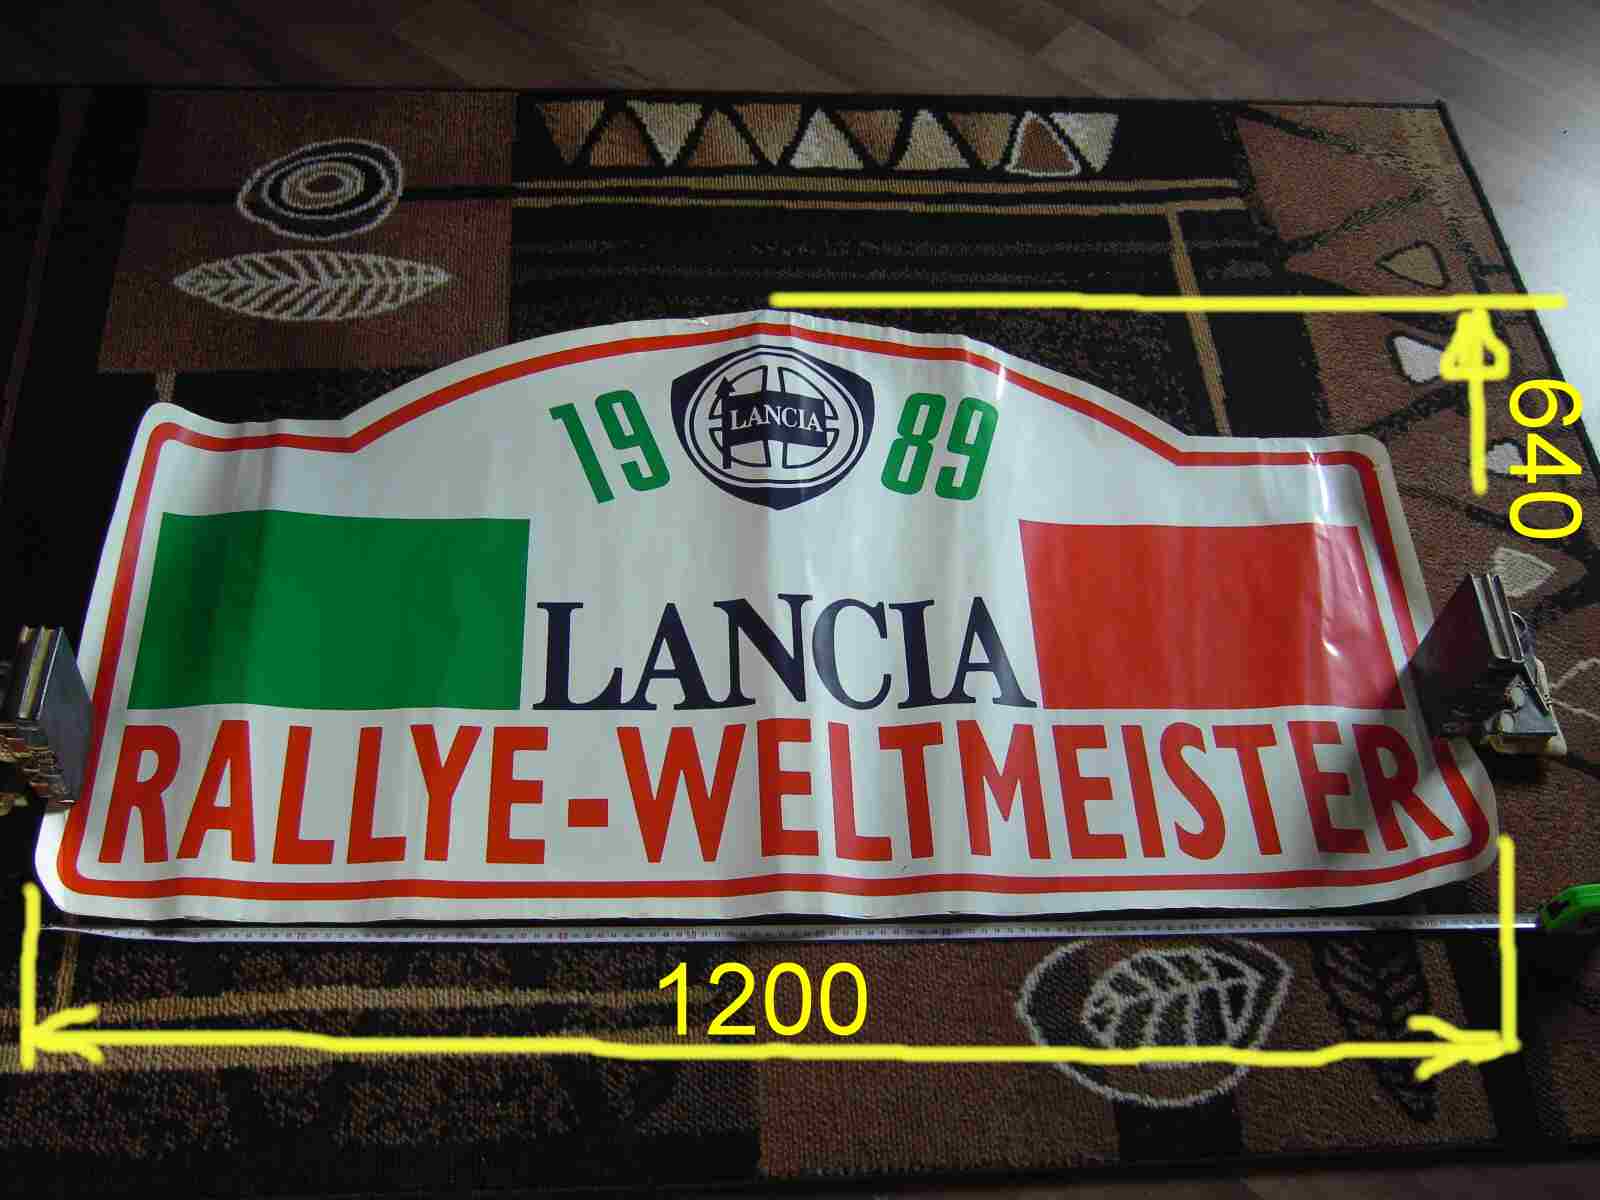 19 LANCIA 89
640
LANCIA
RALLYE-WELTMEISTER
1200